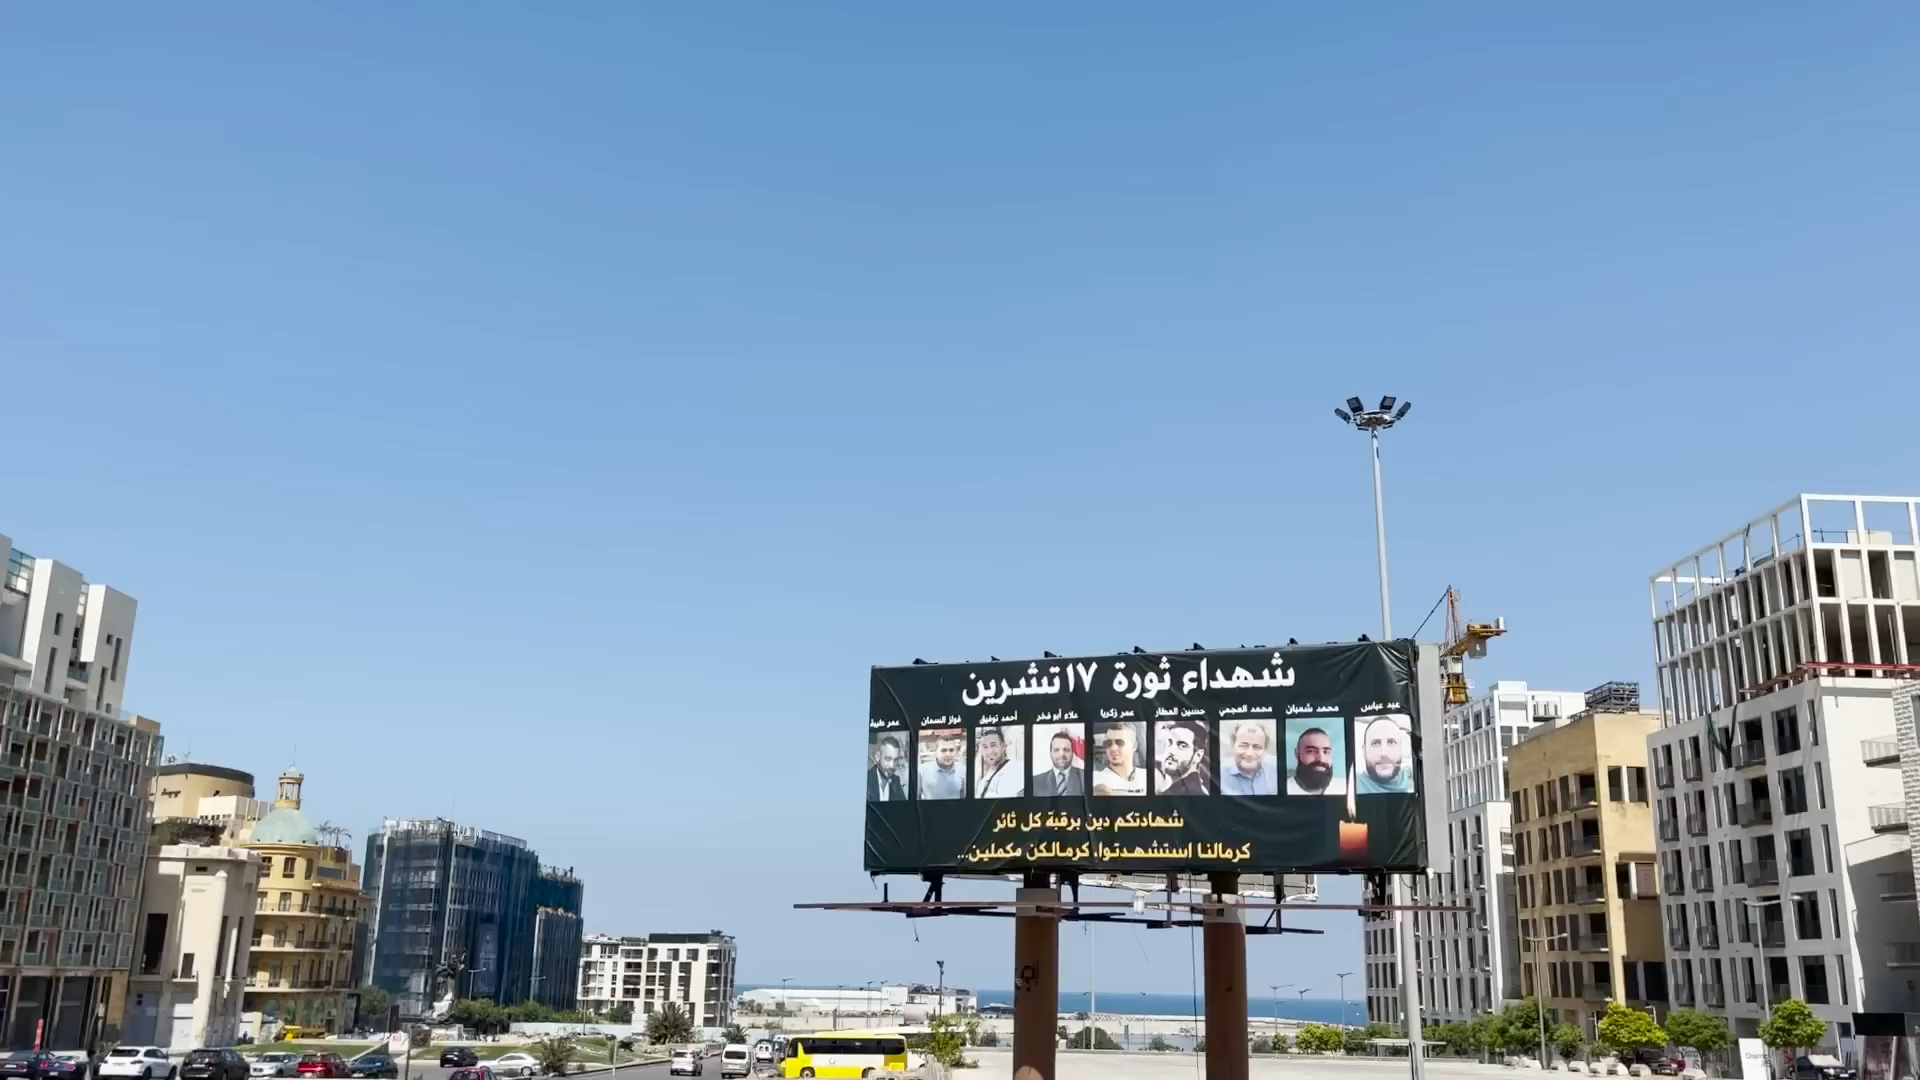 شهداء ثورة ١٧ تشرين
عبد عباس
محمد شعبان
محمد العجمي
حسين العطار
عمر زكريا
علاء أبو فخر
أحمد توفيق
فواز السمان
عمر طيبة
شهادتكم دين برقبة كل ثائر
كرمالنا استشهدتوا، كرمالكن مكملين...